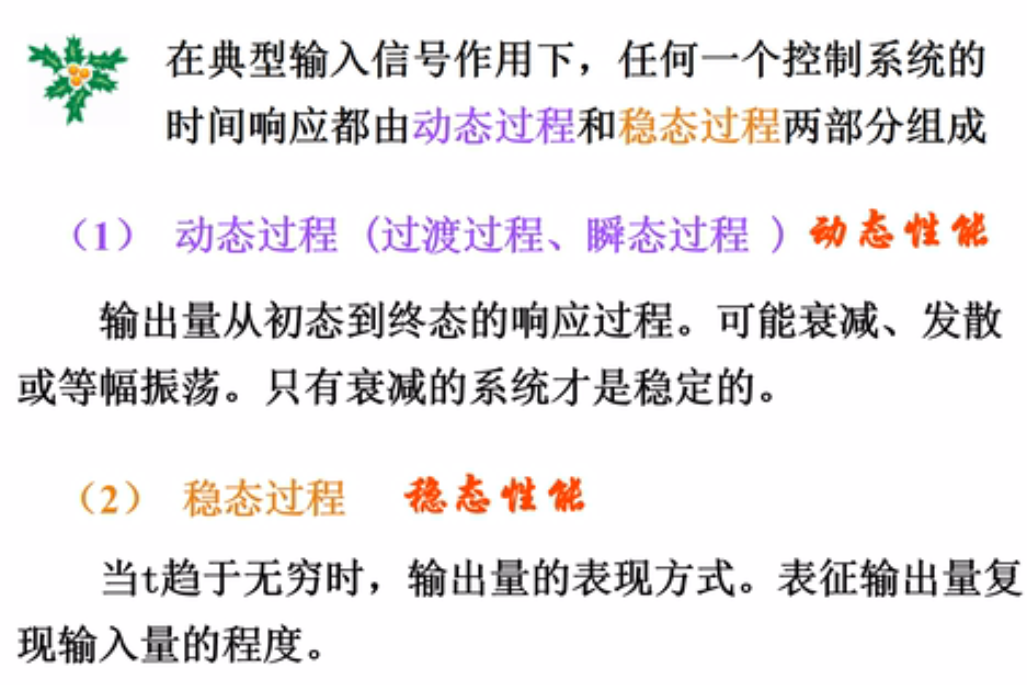 在典型输入信号作用下，任何一个控制系统的
时间响应都由动态过程和稳态过程两部分组成
（1） 动态过程（过渡过程、瞬态过程 ）动态性能
输出量从初态到终态的响应过程。可能衰减、发散
或等幅振荡。只有衰减的系统才是稳定的。
（2） 稳态过程 稳态性能
当t趋于无穷时，输出量的表现方式。表征输出量复
现输入量的程度。